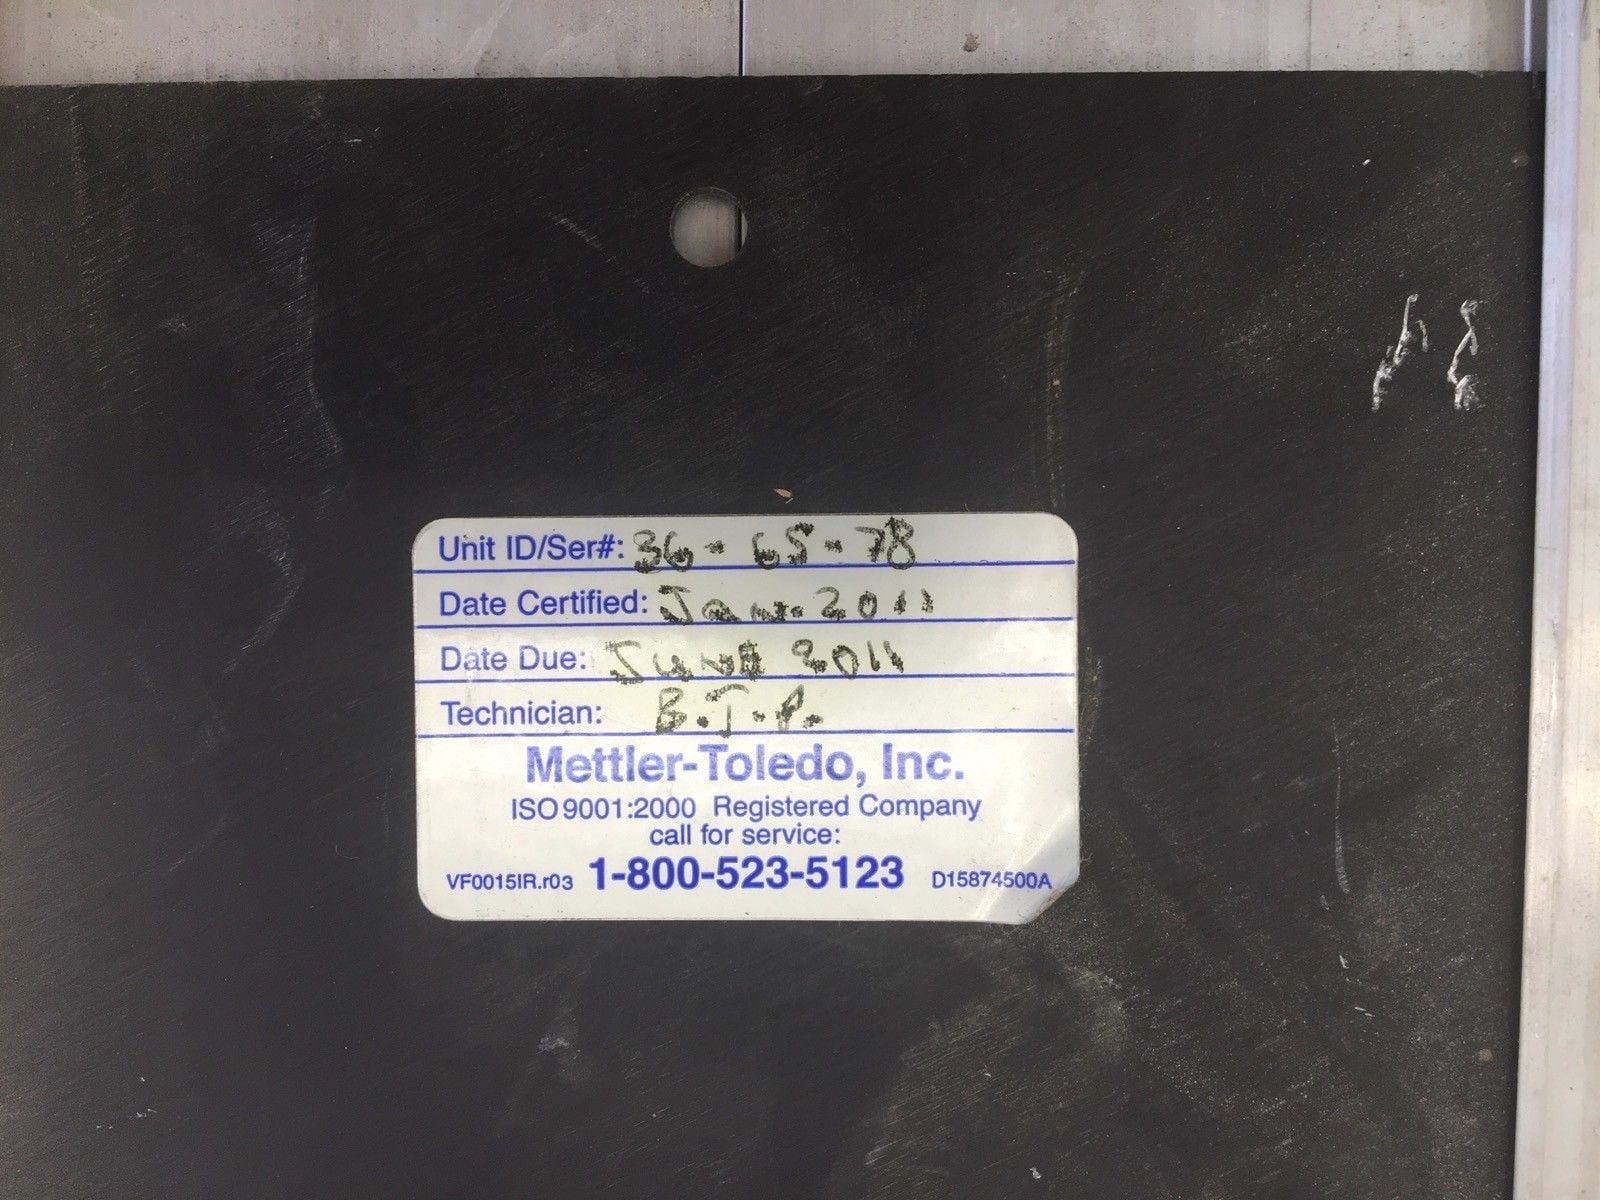 Unit ID/Ser#: 36-65-78
Date Certified: Jan. 2011
Date Due: June 2011
Technician: B.J.P.
Mettler-Toledo, Inc.
ISO 9001:2000 Registered Company
call for service:
VF0015IR.r03 1-800-523-5123 D15874500A